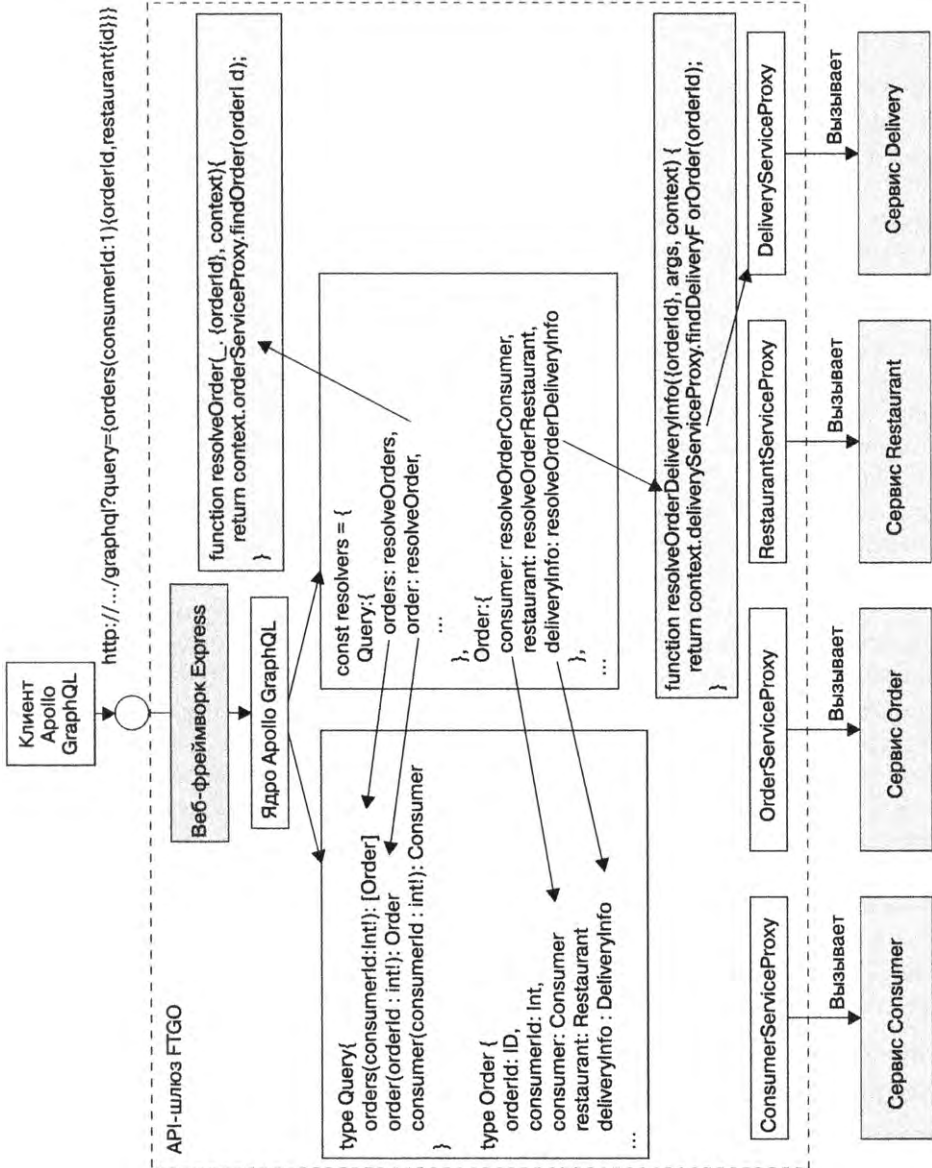 Клиент
Apollo
GraphQL
http://.../graphql?query={orders(consumerId:1){orderId,restaurant{id}}}
API-шлюз FTGO
Веб-фреймворк Express
Ядро Apollo GraphQL
function resolveOrder(_, {orderId}, context){
return context.orderServiceProxy.findOrder(orderI d);
}
type Query{
orders(consumerId:Int!): [Order]
order(orderId : int!): Order
consumer(consumerId : int!): Consumer
}
type Order {
orderId: ID,
consumerId: Int,
consumer: Consumer
restaurant: Restaurant
deliveryInfo : DeliveryInfo
...
const resolvers = {
Query:{
orders: resolveOrders,
order: resolveOrder,
...
},
Order:{
consumer: resolveOrderConsumer,
restaurant: resolveOrderRestaurant,
deliveryInfo: resolveOrderDeliveryInfo
},
...
function resolveOrderDeliveryInfo({orderId}, args, context) {
return context.deliveryServiceProxy.findDeliveryF orOrder(orderId);
}
ConsumerServiceProxy
OrderServiceProxy
RestaurantServiceProxy
DeliveryServiceProxy
Вызывает
Вызывает
Вызывает
Вызывает
Сервис Consumer
Сервис Order
Сервис Restaurant
Сервис Delivery